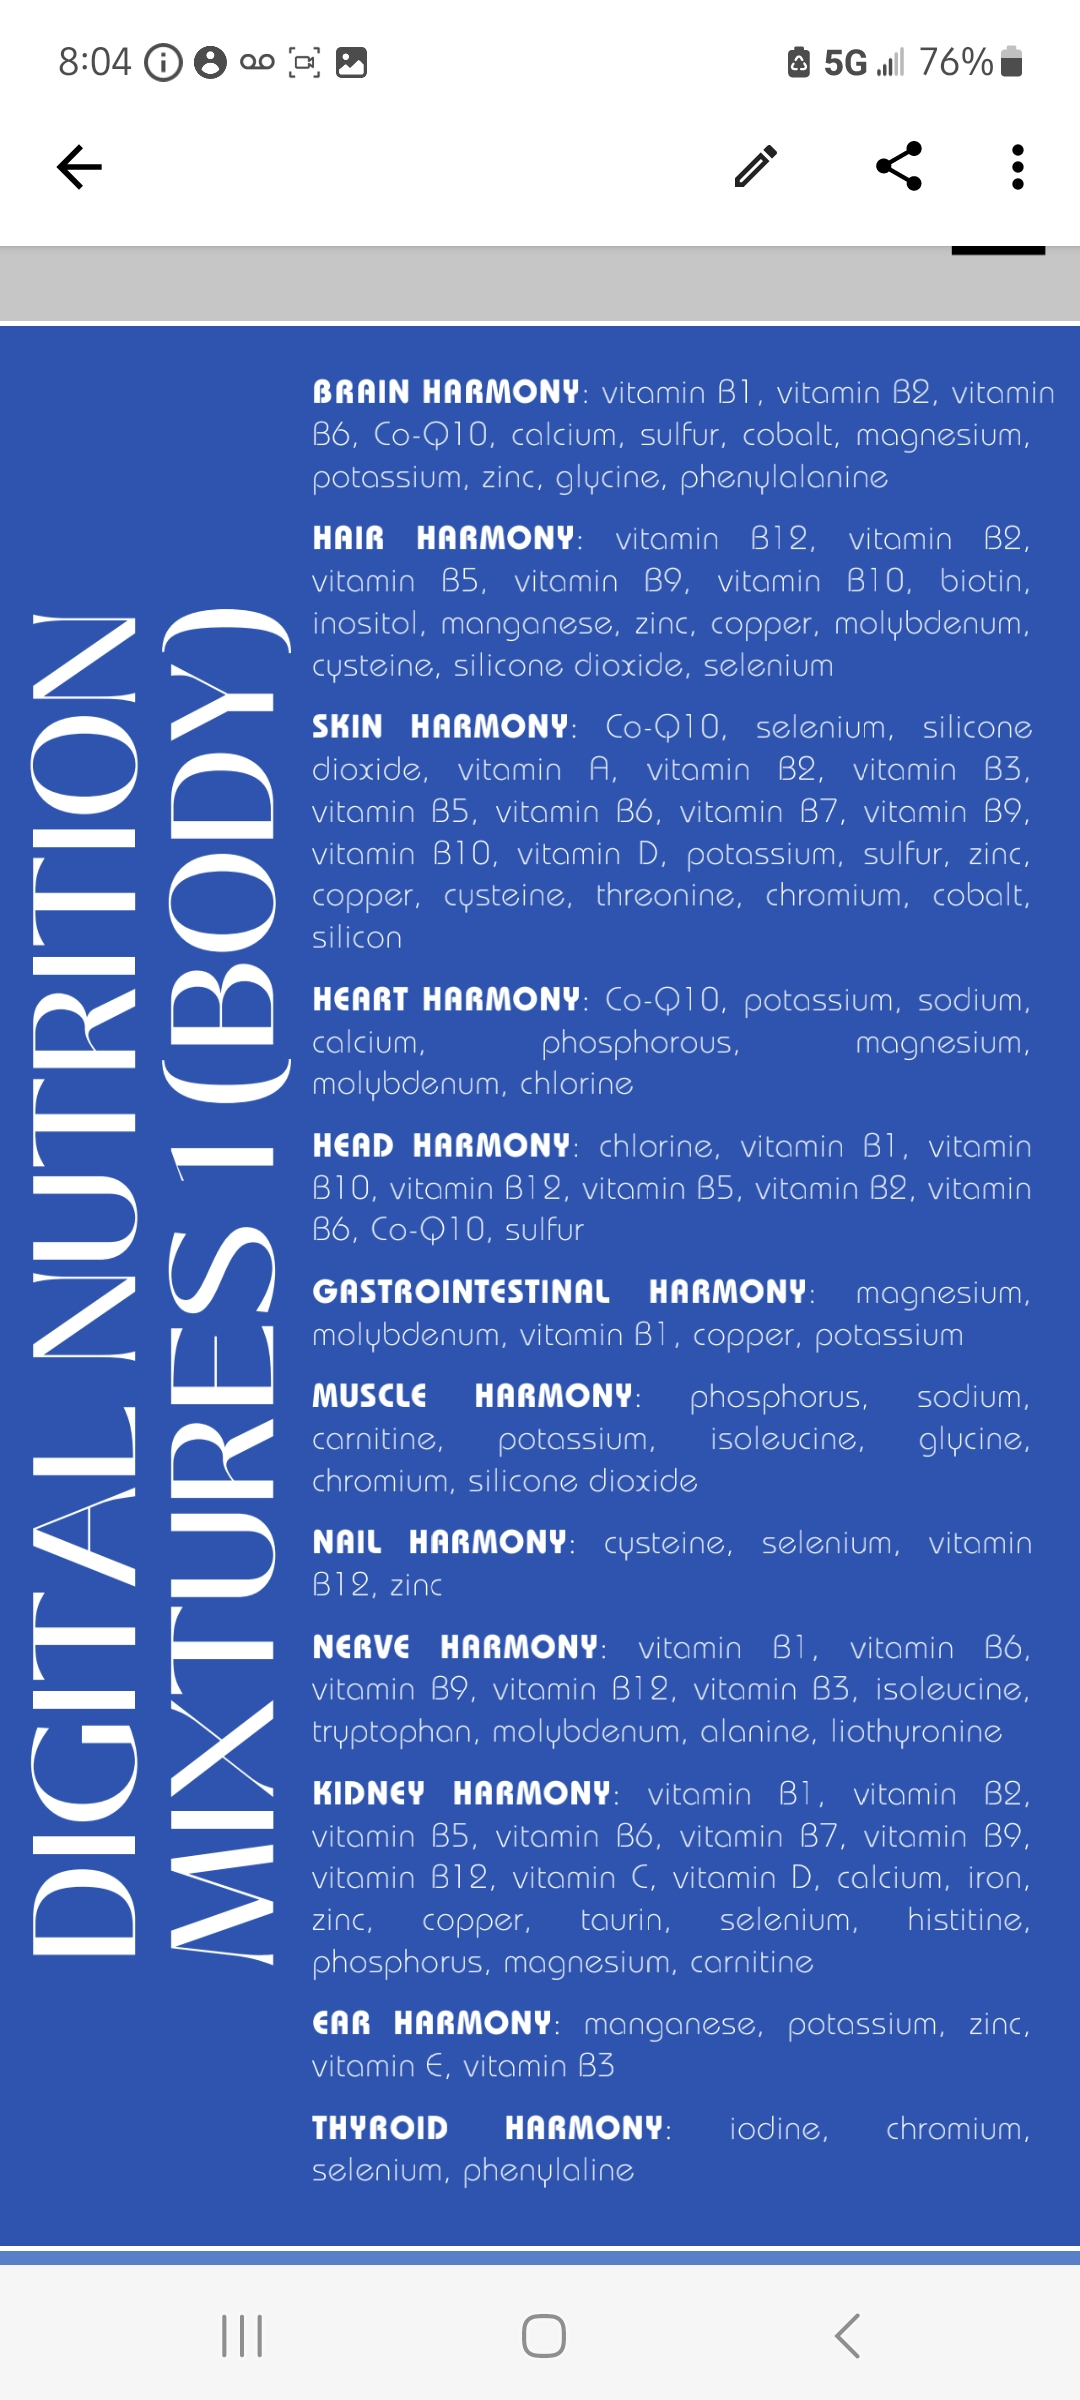 8:04
5G 76%
DIGITAL NUTRITION
MIXTURES 1 (BODY)
BRAIN HARMONY: vitamin B1, vitamin B2, vitamin
B6, Co-Q10, calcium, sulfur, cobalt, magnesium,
potassium, zinc, glycine, phenylalanine
HAIR HARMONY: vitamin B12, vitamin B2,
vitamin B5, vitamin B9, vitamin B10, biotin,
inositol, manganese, zinc, copper, molybdenum,
cysteine, silicone dioxide, selenium
SKIN HARMONY: Co-Q10, selenium, silicone
dioxide, vitamin A, vitamin B2, vitamin B3,
vitamin B5, vitamin B6, vitamin B7, vitamin B9,
vitamin B10, vitamin D, potassium, sulfur, zinc,
copper, cysteine, threonine, chromium, cobalt,
silicon
HEART HARMONY: Co-Q10, potassium, sodium,
calcium, phosphorous, magnesium,
molybdenum, chlorine
HEAD HARMONY: chlorine, vitamin B1, vitamin
B10, vitamin B12, vitamin B5, vitamin B2, vitamin
B6, Co-Q10, sulfur
GASTROINTESTINAL HARMONY: magnesium,
molybdenum, vitamin B1, copper, potassium
MUSCLE HARMONY: phosphorus, sodium,
carnitine, potassium, isoleucine, glycine,
chromium, silicone dioxide
NAIL HARMONY: cysteine, selenium, vitamin
B12, zinc
NERVE HARMONY: vitamin B1, vitamin B6,
vitamin B9, vitamin B12, vitamin B3, isoleucine,
tryptophan, molybdenum, alanine, liothyronine
KIDNEY HARMONY: vitamin B1, vitamin B2,
vitamin B5, vitamin B6, vitamin B7, vitamin B9,
vitamin B12, vitamin C, vitamin D, calcium, iron,
zinc, copper, taurin, selenium, histitine,
phosphorus, magnesium, carnitine
EAR HARMONY: manganese, potassium, zinc,
vitamin E, vitamin B3
THYROID HARMONY: iodine, chromium,
selenium, phenylaline